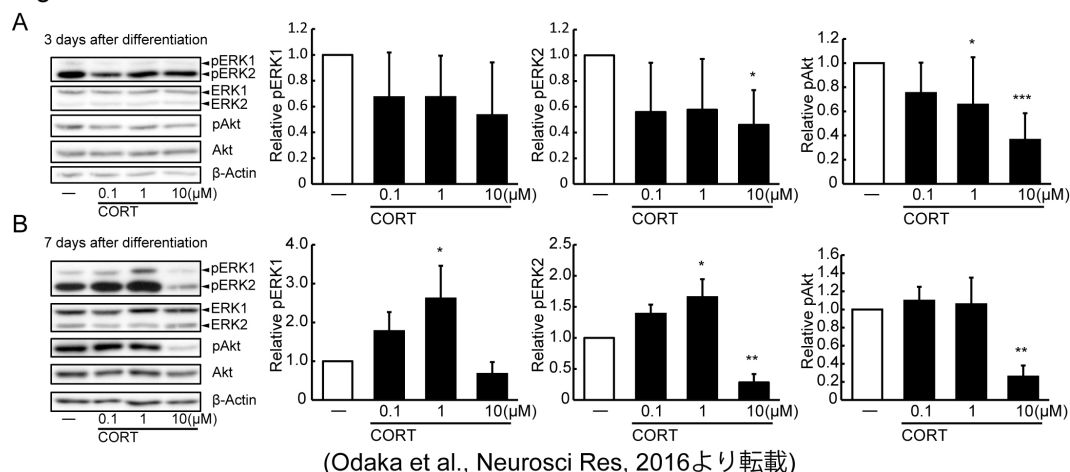 A
3 days after differentiation
pERK1
pERK2
ERK1
ERK2
pAkt
Akt
β-Actin
— 0.1 1 10(μM)
CORT
Relative pERK1
1.2
1.0
0.8
0.6
0.4
0.2
0
— 0.1 1 10(μM)
CORT
Relative pERK2
1.2
1.0
0.8
0.6
0.4
0.2
0
*
— 0.1 1 10(μM)
CORT
Relative pAkt
1.2
1.0
0.8
0.6
0.4
0.2
0
*
***
— 0.1 1 10(μM)
CORT
B
7 days after differentiation
pERK1
pERK2
ERK1
ERK2
pAkt
Akt
β-Actin
— 0.1 1 10(μM)
CORT
Relative pERK1
4.0
3.0
2.0
1.0
0
*
— 0.1 1 10(μM)
CORT
Relative pERK2
2.5
2.0
1.5
1.0
0.5
0
*
**
— 0.1 1 10(μM)
CORT
Relative pAkt
1.6
1.4
1.2
1.0
0.8
0.6
0.4
0.2
0
**
— 0.1 1 10(μM)
CORT
(Odaka et al., Neurosci Res, 2016より転載)